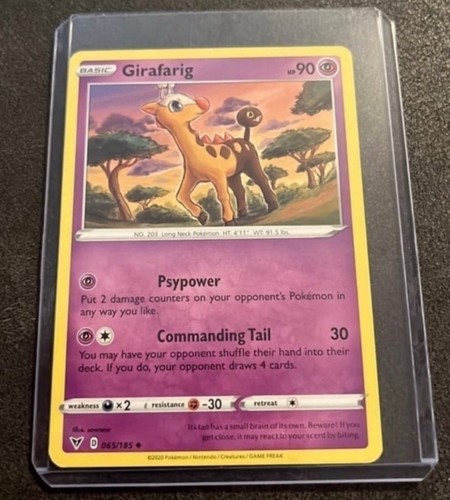 BASIC Girafarig HP 90
NO. 203 Long Neck Pokémon HT: 4'11" WT: 91.5 lbs.
Psypower
Put 2 damage counters on your opponent's Pokémon in
any way you like.
Commanding Tail 30
You may have your opponent shuffle their hand into their
deck. If you do, your opponent draws 4 cards.
weakness ×2 resistance -30 retreat
Illus.
Its tail has a small brain of its own. Beware! If you
get close, it may react to your scent by biting.
D 065/185
©2020 Pokémon / Nintendo / Creatures / GAME FREAK